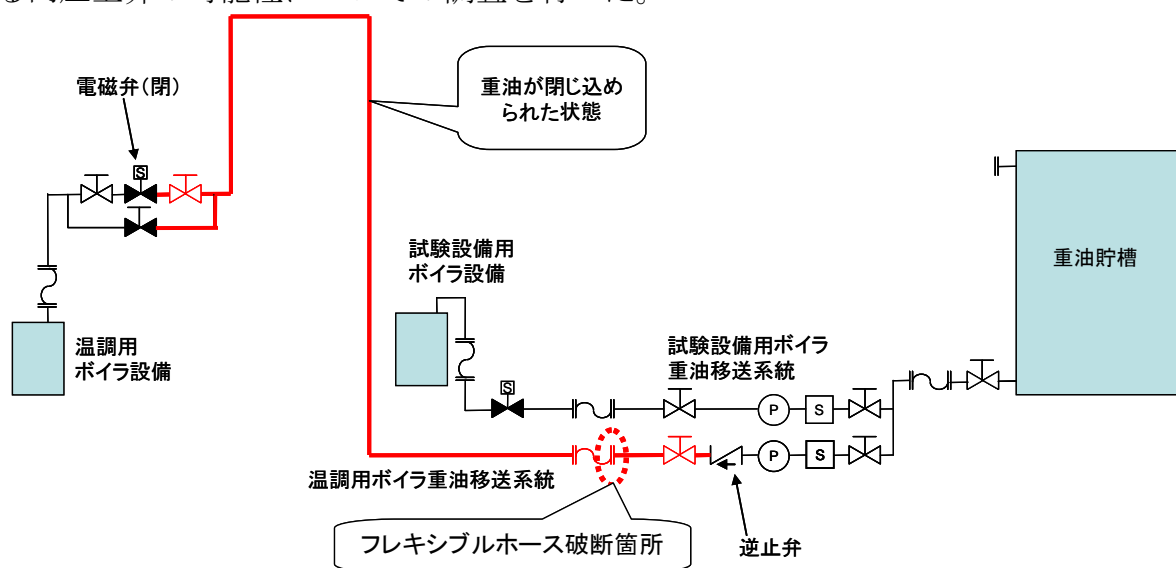 電磁弁(閉)
重油が閉じ込め
られた状態
S
重油貯槽
試験設備用
ボイラ設備
温調用
ボイラ設備
試験設備用ボイラ
重油移送系統
S
P
S
P
S
温調用ボイラ重油移送系統
フレキシブルホース破断箇所
逆止弁